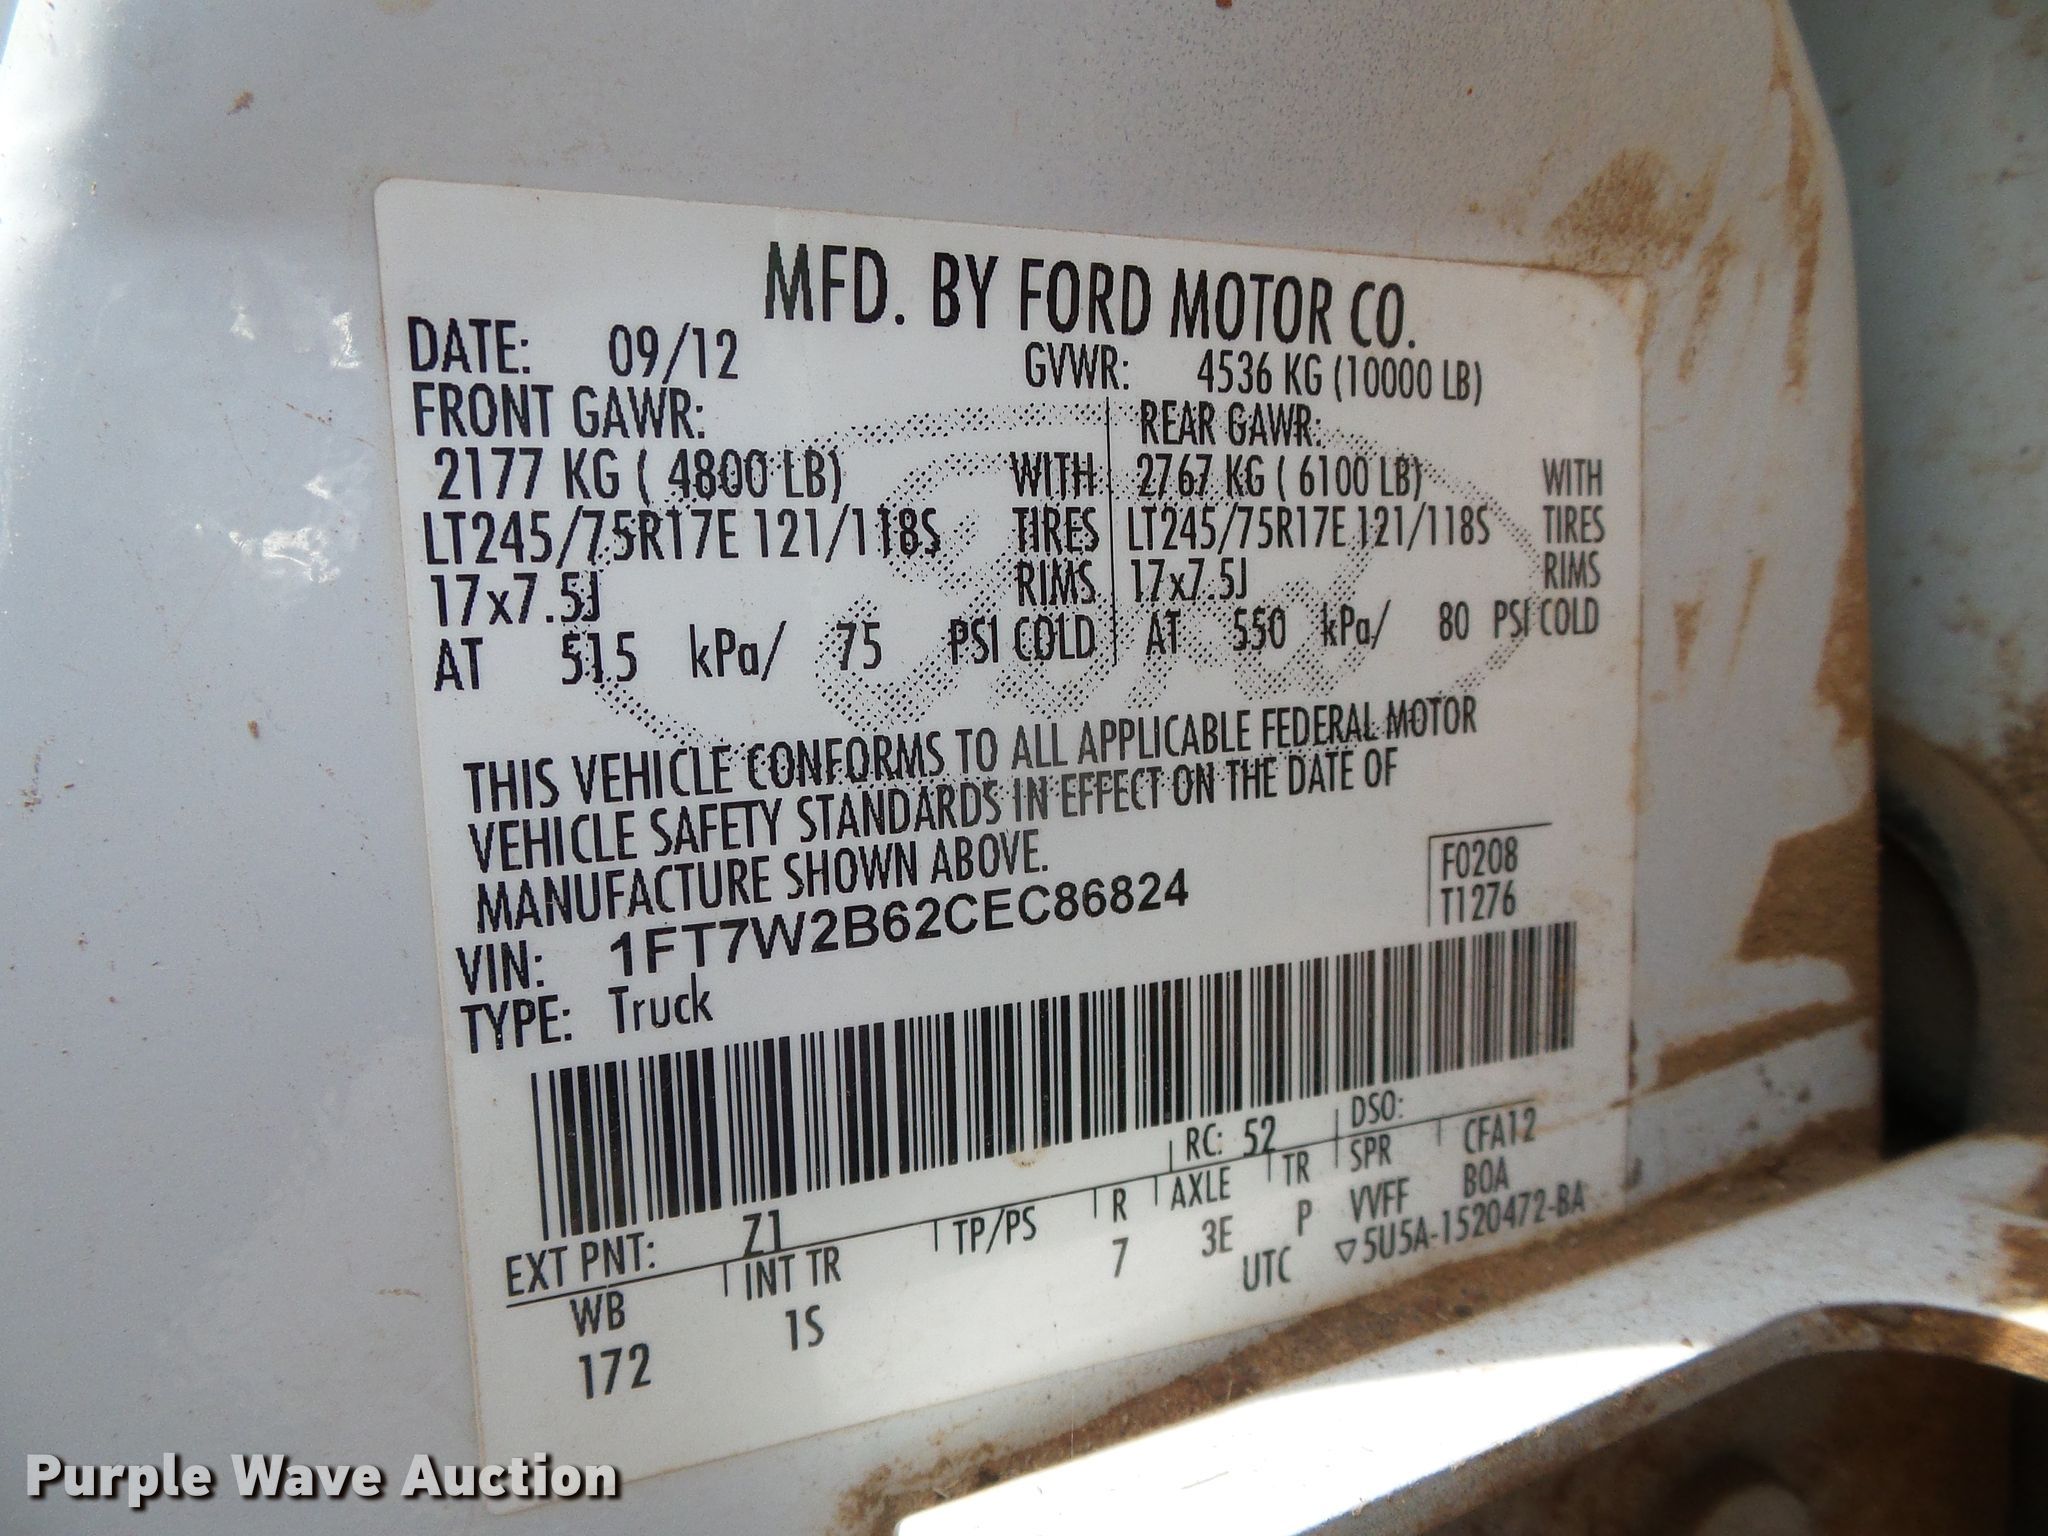 MFD. BY FORD MOTOR CO.
DATE: 09/12 GVWR: 4536 KG (10000 LB)
FRONT GAWR: REAR GAWR:
2177 KG ( 4800 LB) WITH 2767 KG ( 6100 LB) WITH
LT245/75R17E 121/118S TIRES LT245/75R17E 121/118S TIRES
17x7.5J RIMS 17x7.5J RIMS
AT 515 kPa/ 75 PSI COLD AT 550 kPa/ 80 PSI COLD
THIS VEHICLE CONFORMS TO ALL APPLICABLE FEDERAL MOTOR
VEHICLE SAFETY STANDARDS IN EFFECT ON THE DATE OF
MANUFACTURE SHOWN ABOVE.
VIN: 1FT7W2B62CEC86824
TYPE: Truck
F0208
T1276
EXT PNT: Z1 RC: 52 DSO:
WB INT TR TP/PS R AXLE TR SPR CFA12
172 1S 7 3E P VVFF BOA
UTC ▽5U5A-1520472-BA
Purple Wave Auction